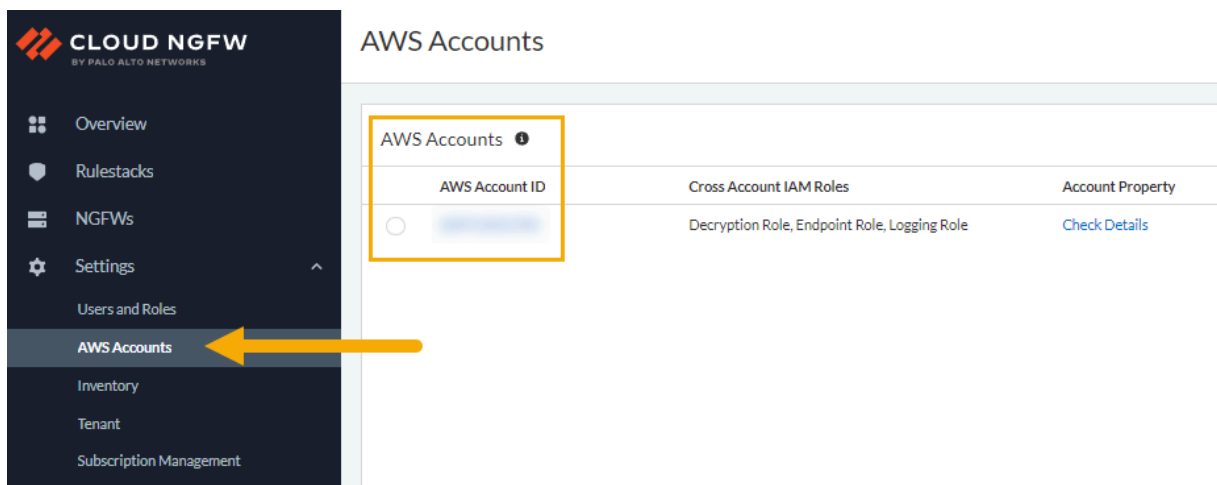 CLOUD NGFW
BY PALO ALTO NETWORKS
Overview
Rulestacks
NGFWs
Settings
Users and Roles
AWS Accounts
Inventory
Tenant
Subscription Management
AWS Accounts
AWS Accounts
AWS Account ID Cross Account IAM Roles Account Property
Decryption Role, Endpoint Role, Logging Role Check Details